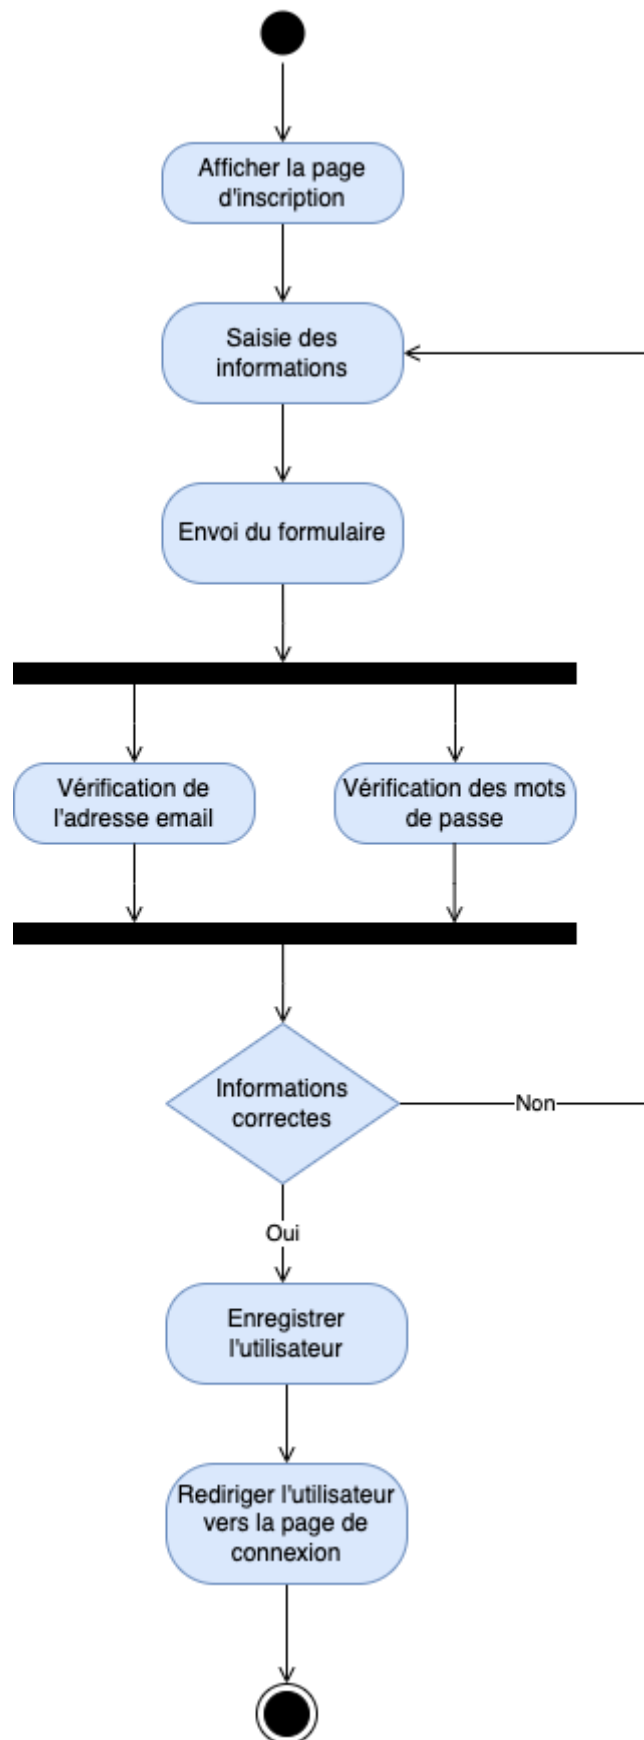 Afficher la page
d'inscription
Saisie des
informations
Envoi du formulaire
Vérification de
l'adresse email
Vérification des mots
de passe
Informations
correctes
Non
Oui
Enregistrer
l'utilisateur
Rediriger l'utilisateur
vers la page de
connexion